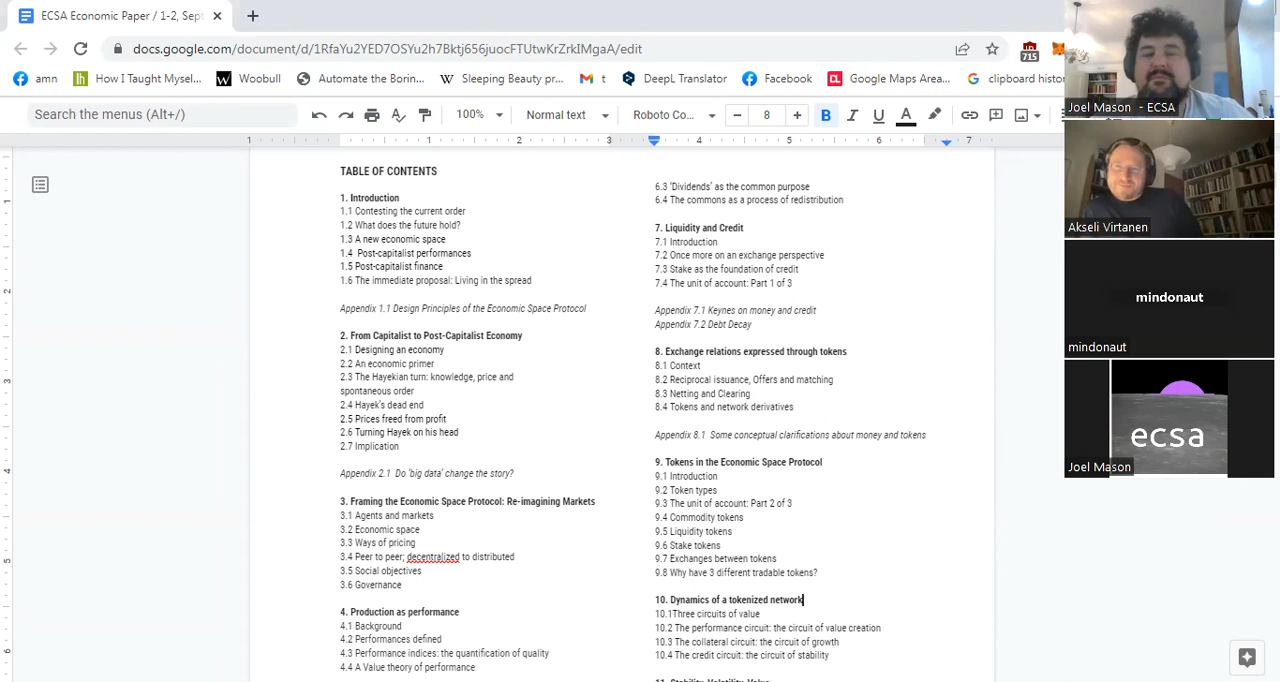 ECSA Economic Paper / 1-2, Sept
docs.google.com/document/d/1RfaYu2YED7OSYu2h7Bktj656juocFTUtwKrZrkIMgaA/edit
715
amn
How I Taught Mysel...
Woobull
Automate the Borin...
Sleeping Beauty pr...
t
DeepL Translator
Facebook
Google Maps Area...
clipboard histor
Search the menus (Alt+/)
100%
Normal text
Roboto Co...
8
B I U A
1 1 2 3 4 5 6 7
TABLE OF CONTENTS
1. Introduction
1.1 Contesting the current order
1.2 What does the future hold?
1.3 A new economic space
1.4 Post-capitalist performances
1.5 Post-capitalist finance
1.6 The immediate proposal: Living in the spread
Appendix 1.1 Design Principles of the Economic Space Protocol
2. From Capitalist to Post-Capitalist Economy
2.1 Designing an economy
2.2 An economic primer
2.3 The Hayekian turn: knowledge, price and
spontaneous order
2.4 Hayek's dead end
2.5 Prices freed from profit
2.6 Turning Hayek on his head
2.7 Implication
Appendix 2.1 Do 'big data' change the story?
3. Framing the Economic Space Protocol: Re-imagining Markets
3.1 Agents and markets
3.2 Economic space
3.3 Ways of pricing
3.4 Peer to peer; decentralized to distributed
3.5 Social objectives
3.6 Governance
4. Production as performance
4.1 Background
4.2 Performances defined
4.3 Performance indices: the quantification of quality
4.4 A Value theory of performance
6.3 'Dividends' as the common purpose
6.4 The commons as a process of redistribution
7. Liquidity and Credit
7.1 Introduction
7.2 Once more on an exchange perspective
7.3 Stake as the foundation of credit
7.4 The unit of account: Part 1 of 3
Appendix 7.1 Keynes on money and credit
Appendix 7.2 Debt Decay
8. Exchange relations expressed through tokens
8.1 Context
8.2 Reciprocal issuance, Offers and matching
8.3 Netting and Clearing
8.4 Tokens and network derivatives
Appendix 8.1 Some conceptual clarifications about money and tokens
9. Tokens in the Economic Space Protocol
9.1 Introduction
9.2 Token types
9.3 The unit of account: Part 2 of 3
9.4 Commodity tokens
9.5 Liquidity tokens
9.6 Stake tokens
9.7 Exchanges between tokens
9.8 Why have 3 different tradable tokens?
10. Dynamics of a tokenized network
10.1Three circuits of value
10.2 The performance circuit: the circuit of value creation
10.3 The collateral circuit: the circuit of growth
10.4 The credit circuit: the circuit of stability
11. Stability, Volatility, Value
Joel Mason - ECSA
Akseli Virtanen
mindonaut
mindonaut
ecsa
Joel Mason